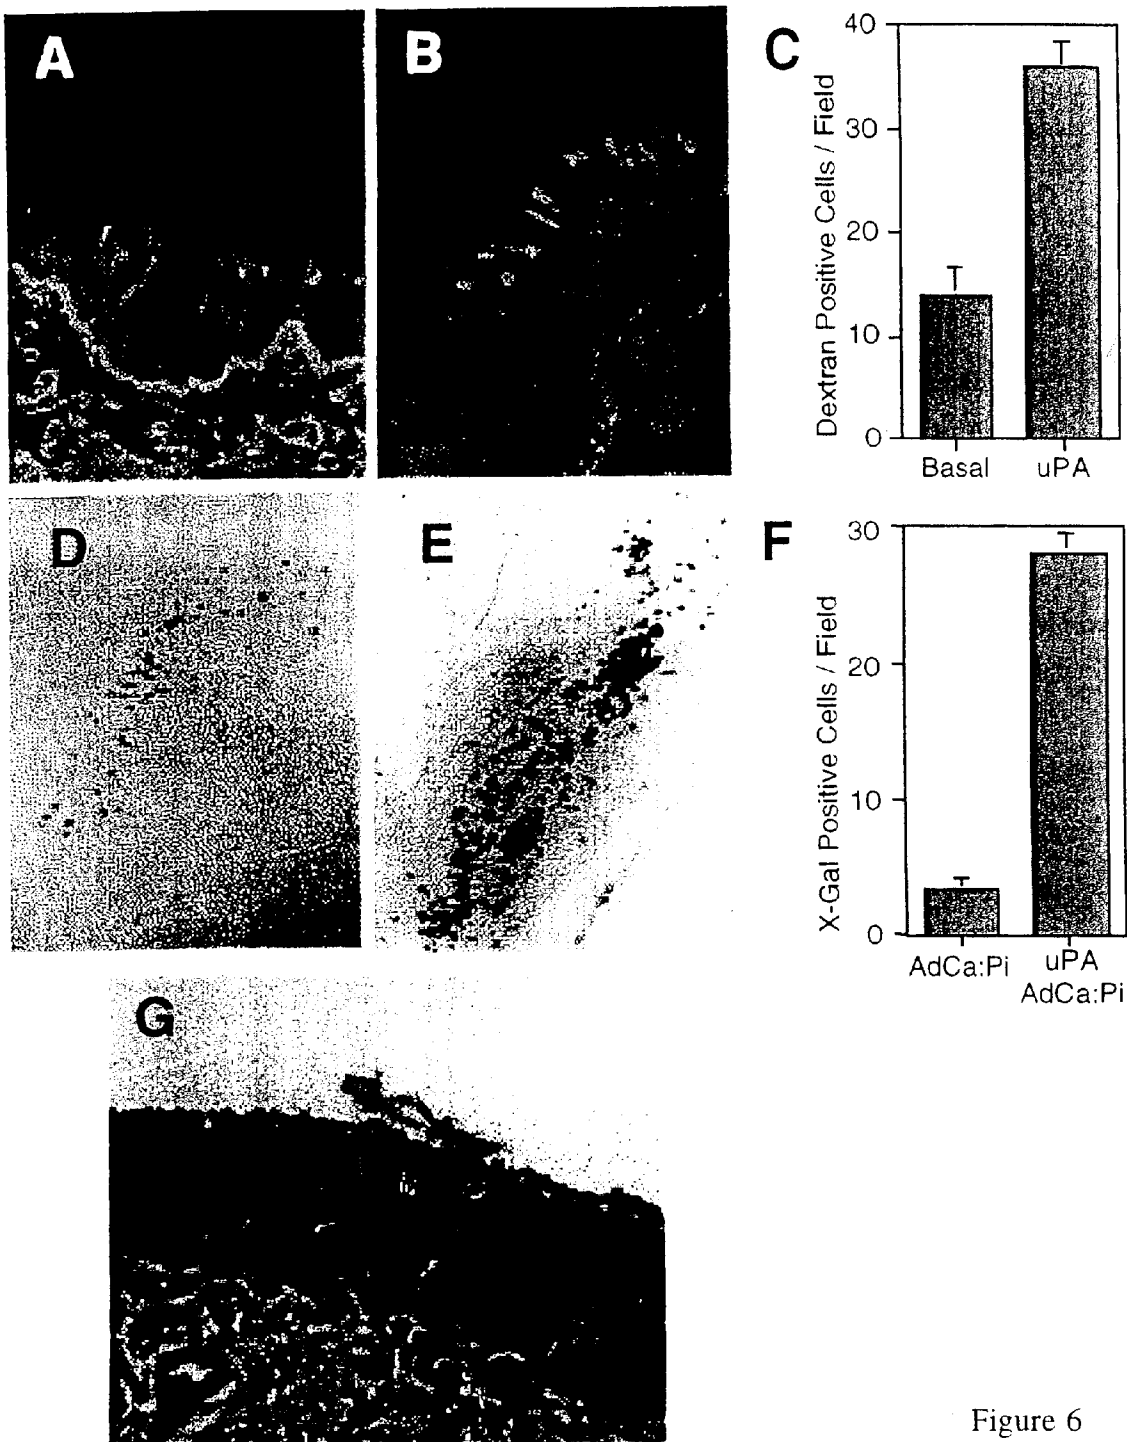 A
B
C
Dextran Positive Cells / Field
40
30
20
10
0
Basal
uPA
D
E
F
X-Gal Positive Cells / Field
30
20
10
0
AdCa:Pi
uPA
AdCa:Pi
G
Figure 6